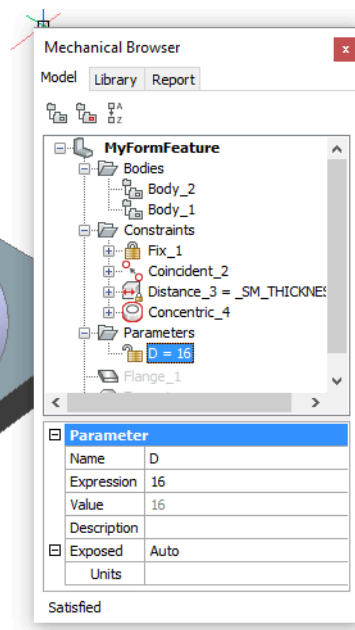 Mechanical Browser
x
Model Library Report
A
Z
MyFormFeature
Bodies
Body_2
Body_1
Constraints
Fix_1
Coincident_2
Distance_3 = _SM_THICKNES
Concentric_4
Parameters
D = 16
Flange_1
Parameter
Name D
Expression 16
Value 16
Description
Exposed Auto
Units
Satisfied